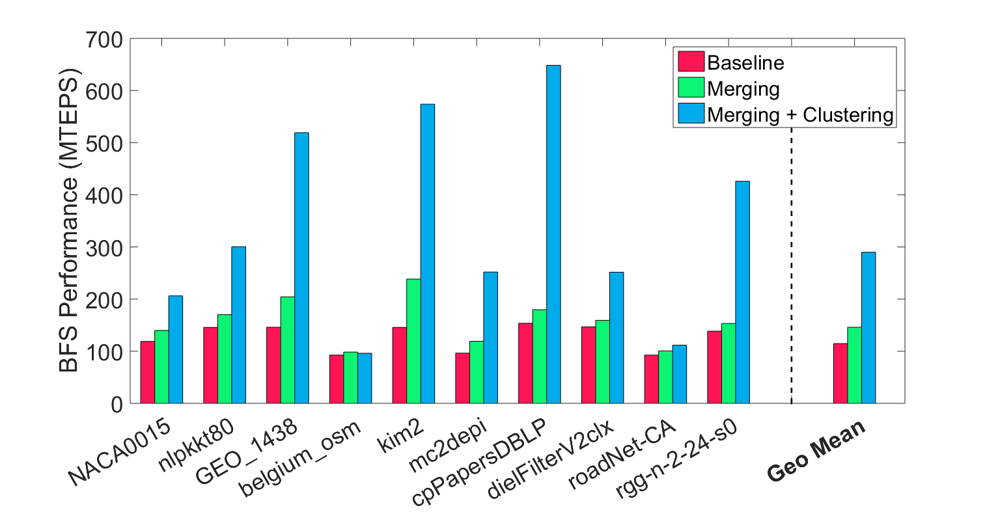 BFS Performance (MTEPS)
700
600
500
400
300
200
100
0
Baseline
Merging
Merging + Clustering
NACA0015
nlpkkt80
GEO_1438
belgium_osm
kim2
mc2depi
cpPapersDBLP
dielFilterV2clx
roadNet-CA
rgg-n-2-24-s0
Geo Mean